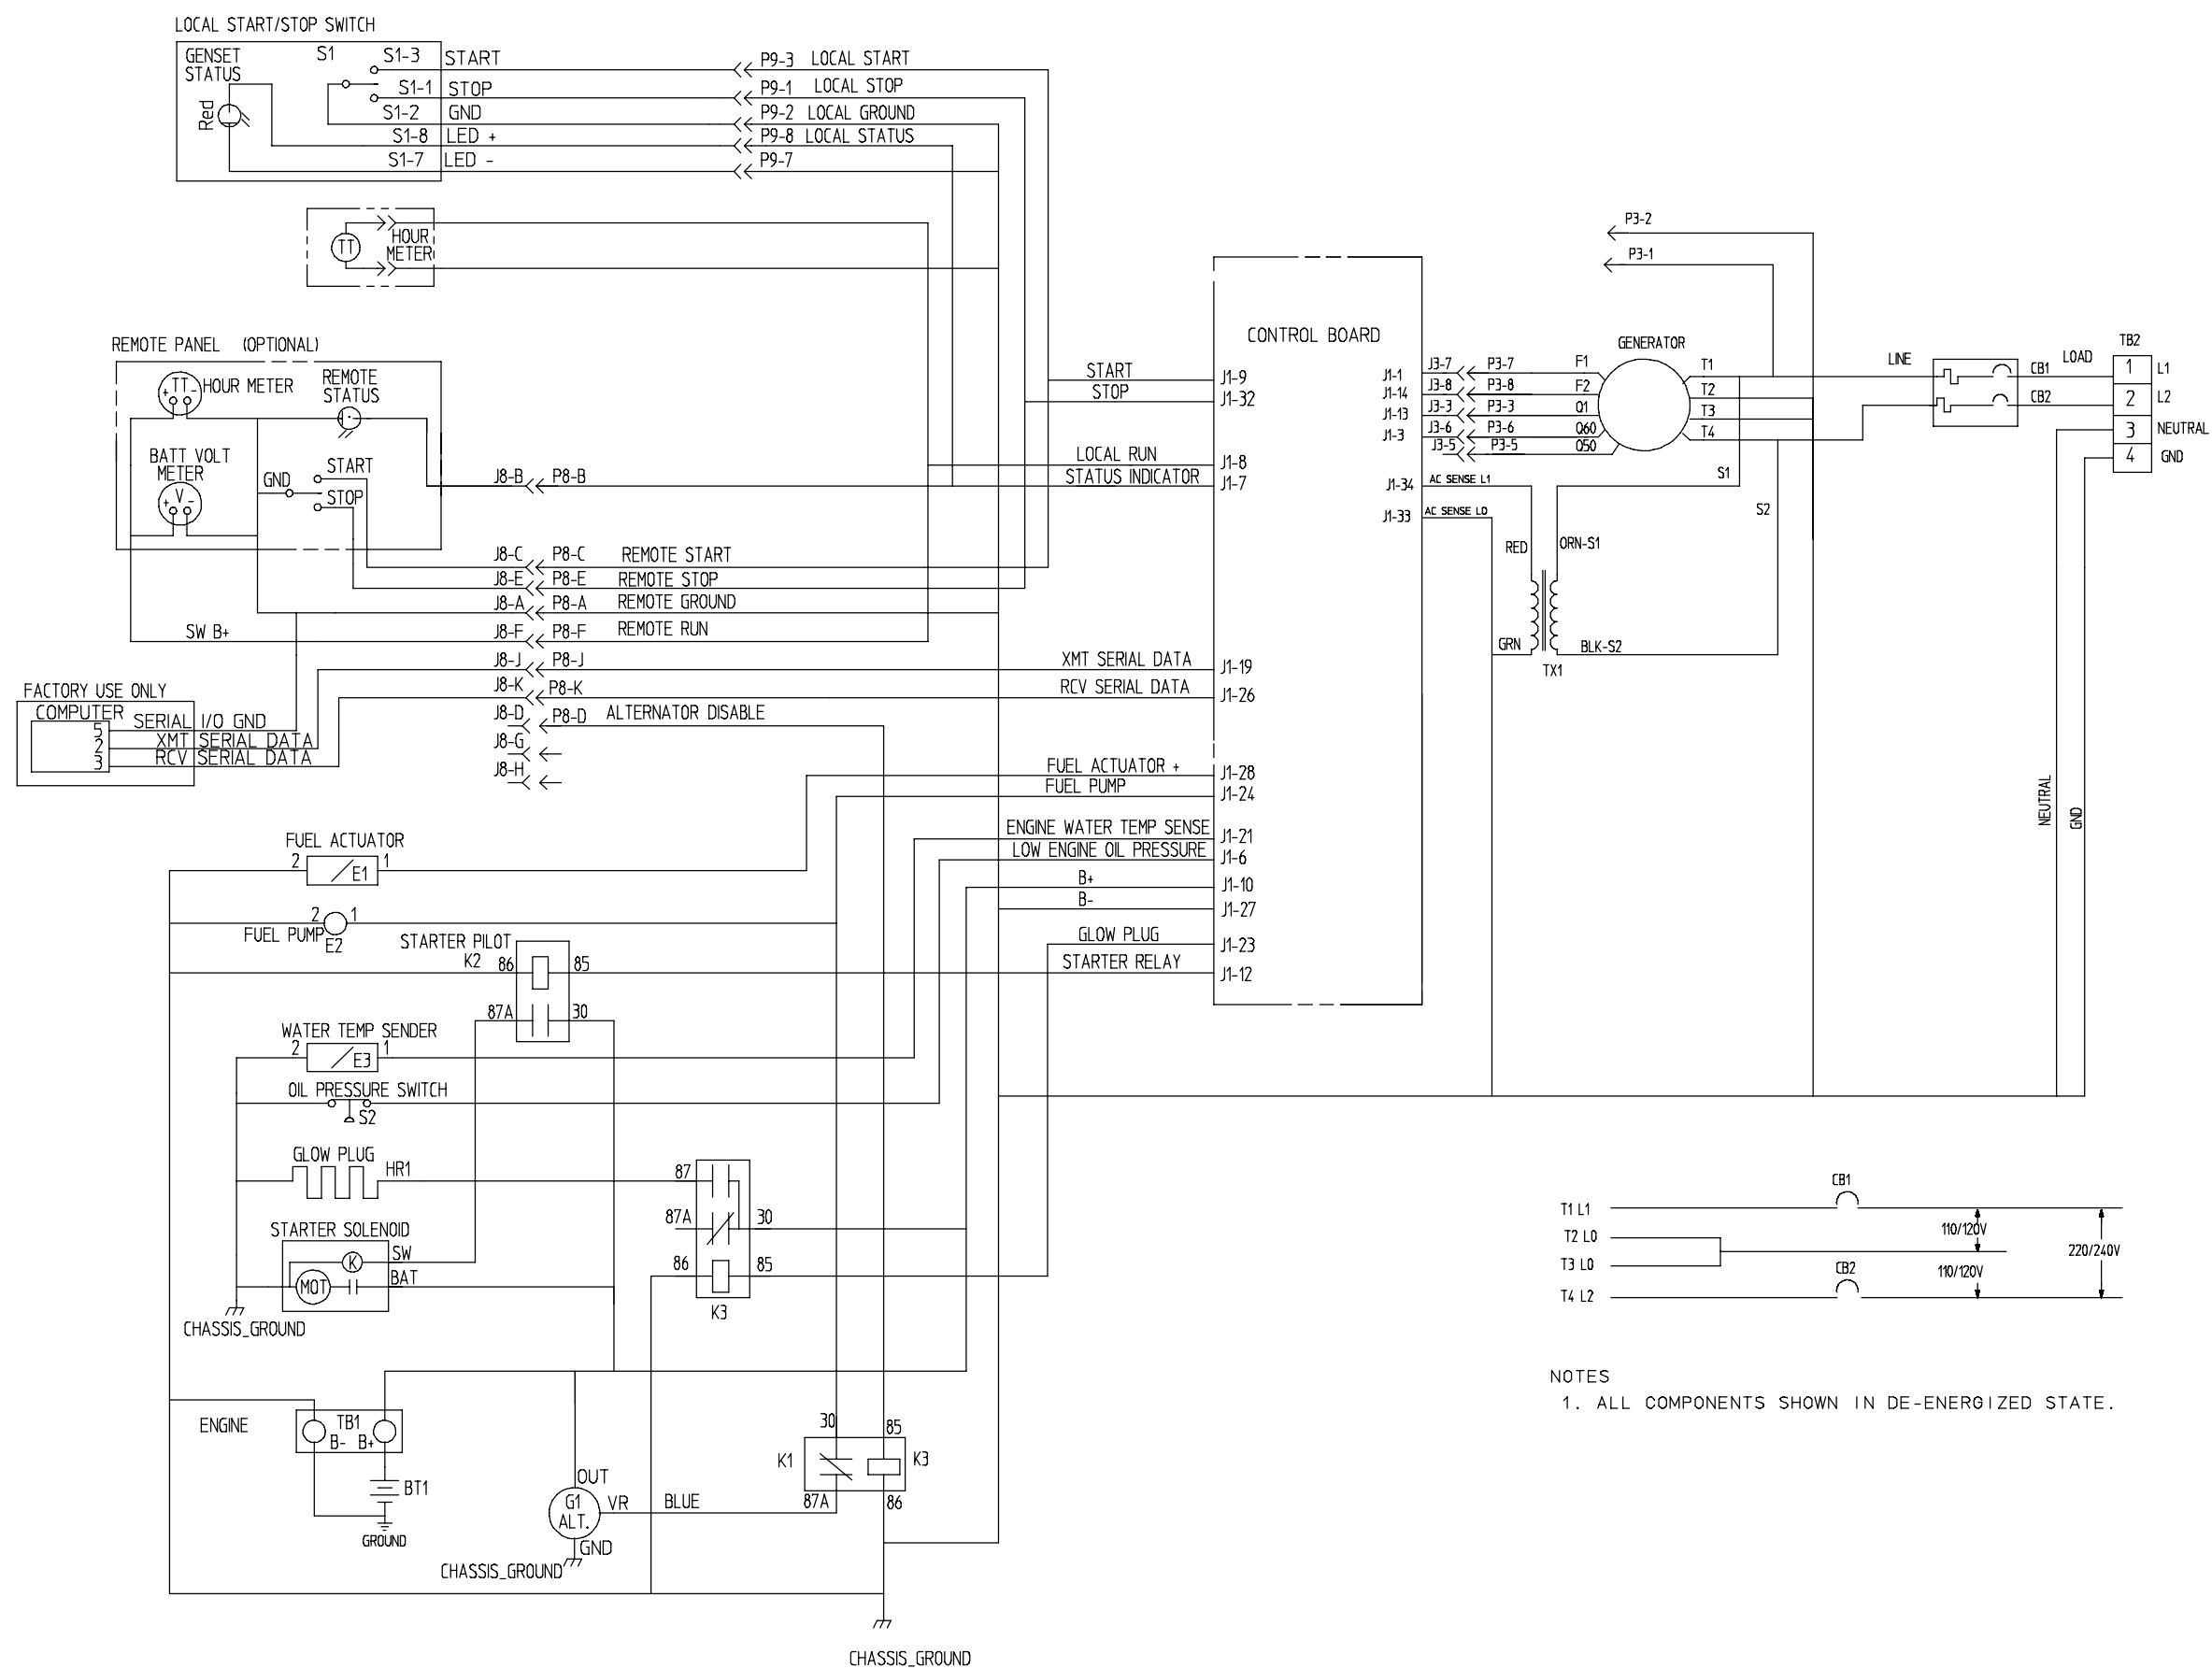 LOCAL START/STOP SWITCH
GENSET
STATUS
Red
S1
S1-3 START
S1-1 STOP
S1-2 GND
S1-8 LED +
S1-7 LED -
P9-3 LOCAL START
P9-1 LOCAL STOP
P9-2 LOCAL GROUND
P9-8 LOCAL STATUS
P9-7
TT
HOUR
METER
REMOTE PANEL (OPTIONAL)
+ TT -
HOUR METER
REMOTE
STATUS
BATT VOLT
METER
+ V -
GND
START
STOP
SW B+
J8-B P8-B
J8-C P8-C REMOTE START
J8-E P8-E REMOTE STOP
J8-A P8-A REMOTE GROUND
J8-F P8-F REMOTE RUN
J8-J P8-J
J8-K P8-K
J8-D P8-D ALTERNATOR DISABLE
J8-G
J8-H
FACTORY USE ONLY
COMPUTER
5 SERIAL I/O GND
2 XMT SERIAL DATA
3 RCV SERIAL DATA
CONTROL BOARD
START J1-9
STOP J1-32
LOCAL RUN J1-8
STATUS INDICATOR J1-7
XMT SERIAL DATA J1-19
RCV SERIAL DATA J1-26
FUEL ACTUATOR + J1-28
FUEL PUMP J1-24
ENGINE WATER TEMP SENSE J1-21
LOW ENGINE OIL PRESSURE J1-6
B+ J1-10
B- J1-27
GLOW PLUG J1-23
STARTER RELAY J1-12
J1-1 J3-7 P3-7 F1
J1-14 J3-8 P3-8 F2
J1-13 J3-3 P3-3 Q1
J1-3 J3-6 P3-6 Q60
J3-5 P3-5 Q50
J1-34 AC SENSE L1
J1-33 AC SENSE L0
P3-2
P3-1
GENERATOR
T1
T2
T3
T4
S1
S2
RED
ORN-S1
GRN
BLK-S2
TX1
LINE
LOAD
CB1
CB2
TB2
1 L1
2 L2
3 NEUTRAL
4 GND
NEUTRAL
GND
FUEL ACTUATOR
2 E1 1
2 1
FUEL PUMP E2
STARTER PILOT
K2
86 85
87A 30
WATER TEMP SENDER
2 E3 1
OIL PRESSURE SWITCH
S2
GLOW PLUG
HR1
STARTER SOLENOID
K SW
MOT BAT
CHASSIS_GROUND
87
87A 30
86 85
K3
ENGINE
TB1
B- B+
BT1
GROUND
OUT
G1
ALT.
VR BLUE
GND
CHASSIS_GROUND
30 85
K1 K3
87A 86
CHASSIS_GROUND
CB1
T1 L1
T2 L0
110/120V
220/240V
T3 L0
CB2
110/120V
T4 L2
NOTES
1. ALL COMPONENTS SHOWN IN DE-ENERGIZED STATE.